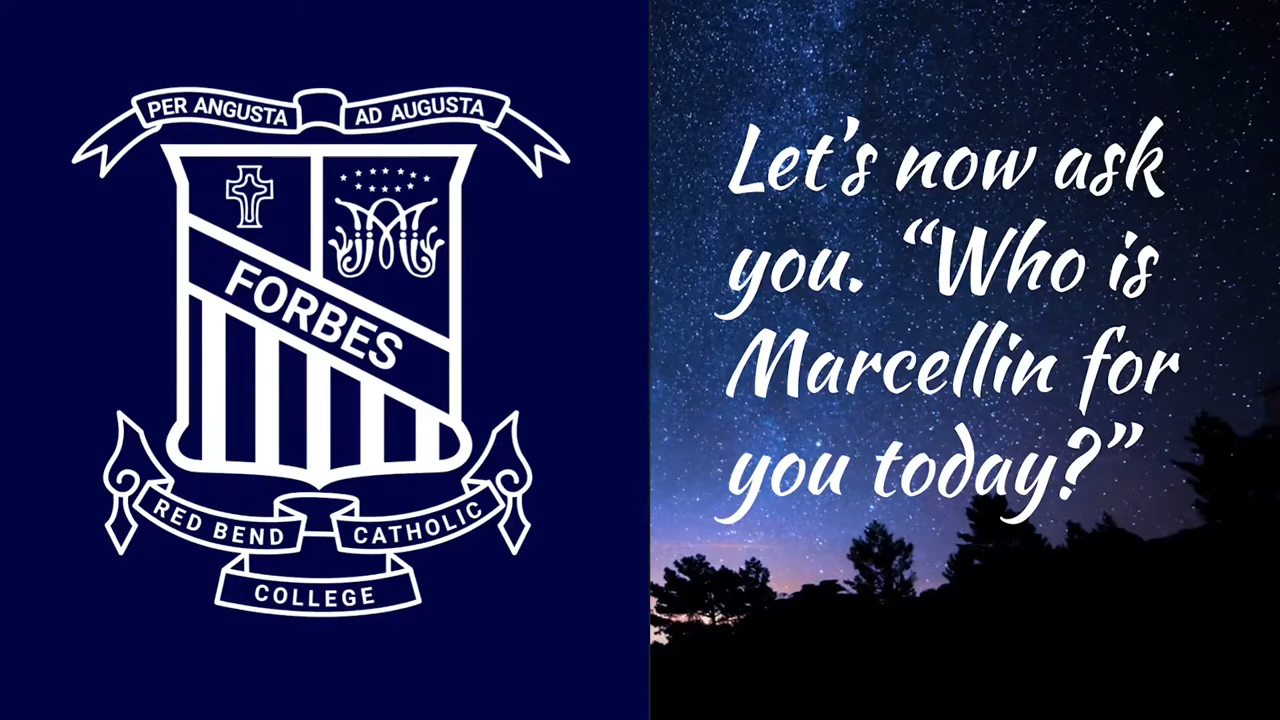 PER ANGUSTA AD AUGUSTA
FORBES
RED BEND CATHOLIC
COLLEGE
Let's now ask
you. “Who is
Marcellin for
you today?”